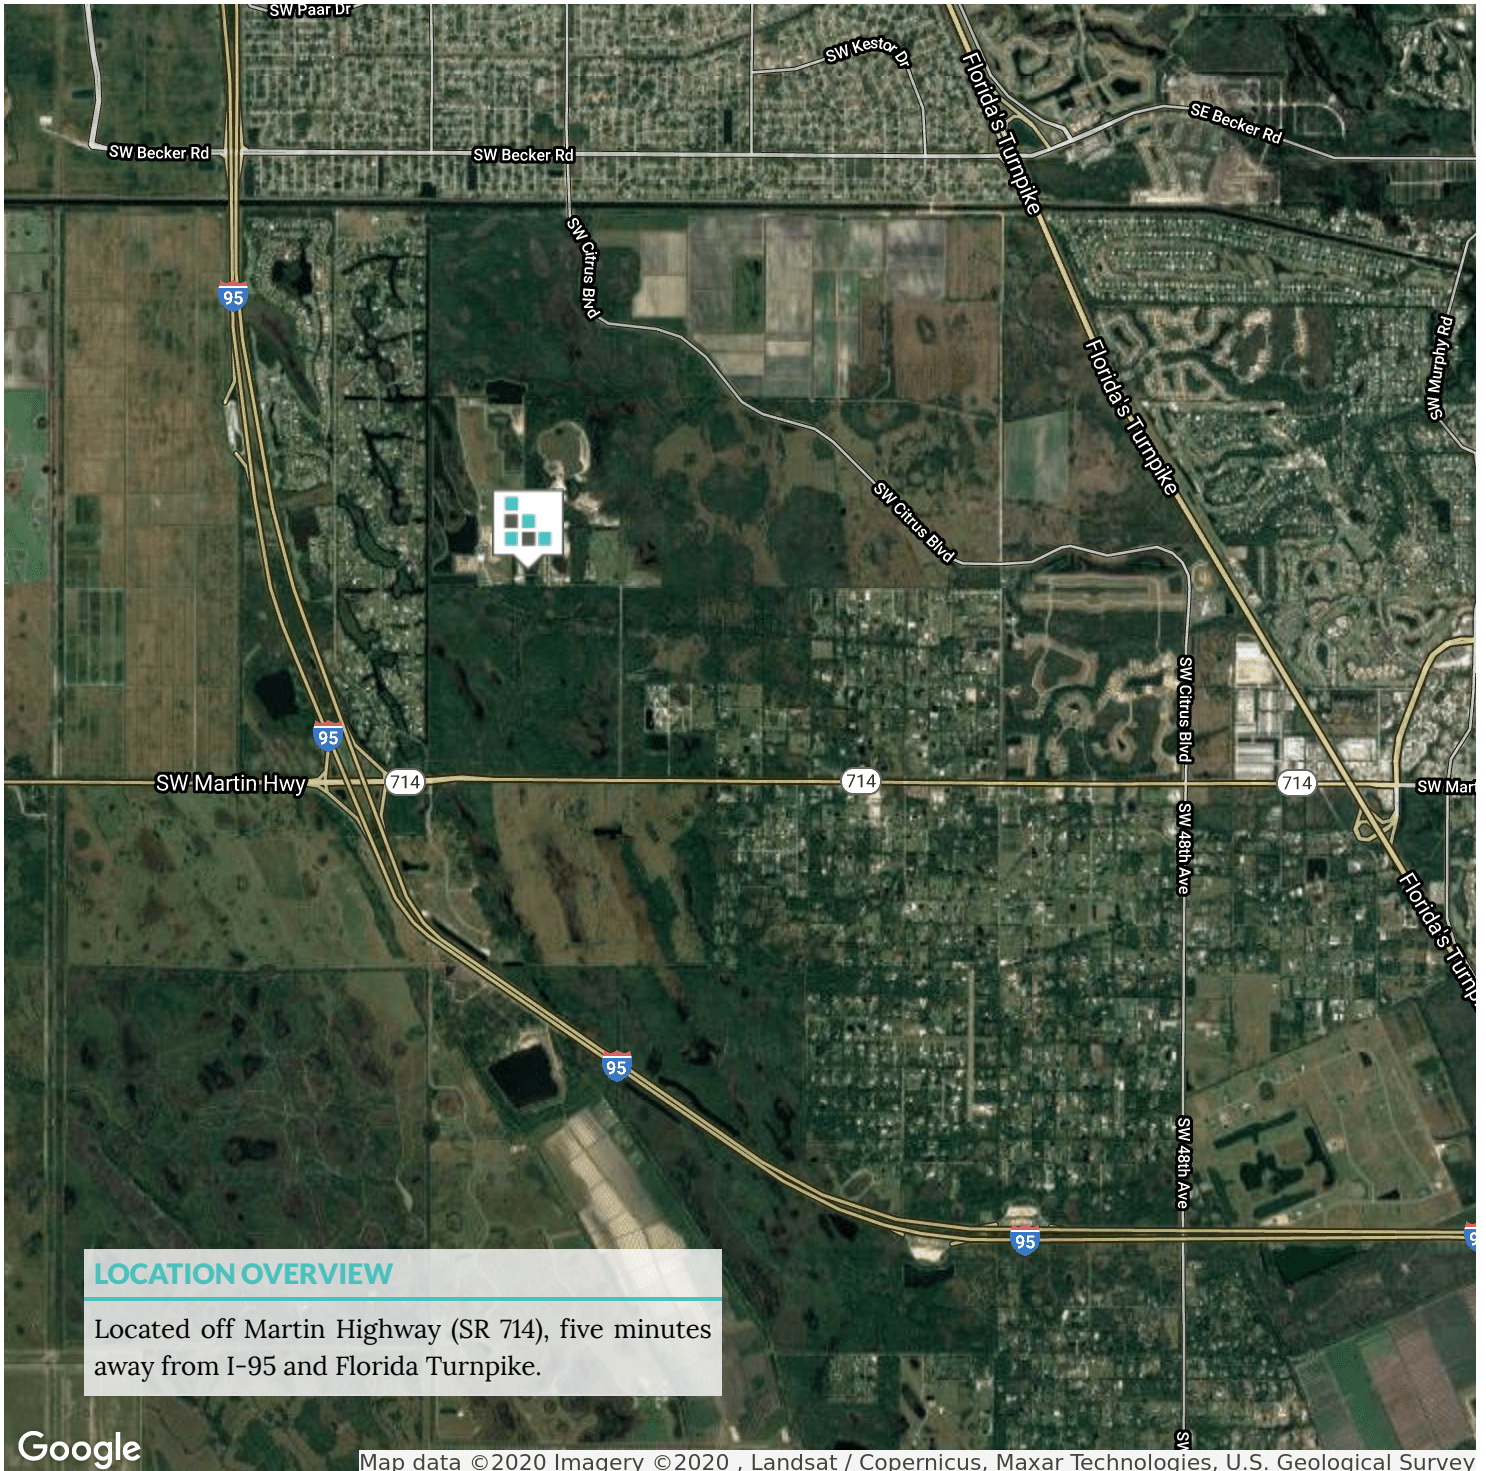 SW Paar Dr
SW Kestor Dr
Florida's Turnpike
SE Becker Rd
SW Becker Rd
SW Becker Rd
SW Citrus Blvd
95
SW Murphy Rd
Florida's Turnpike
SW Citrus Blvd
SW Citrus Blvd
95
SW Martin Hwy
714
714
714
SW Mart
SW 48th Ave
Florida's Turnp
95
SW 48th Ave
95
9
LOCATION OVERVIEW
Located off Martin Highway (SR 714), five minutes
away from I-95 and Florida Turnpike.
SW
Google
Map data ©2020 Imagery ©2020 , Landsat / Copernicus, Maxar Technologies, U.S. Geological Survey